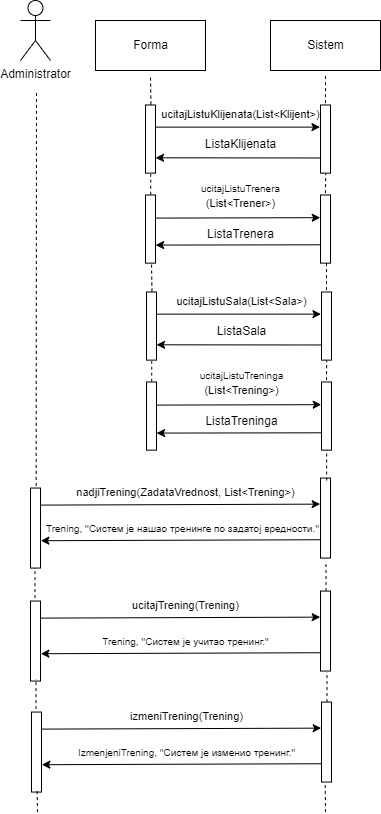 Administrator
Forma
Sistem
ucitajListuKlijenata(List<Klijent>)
ListaKlijenata
ucitajListuTrenera
(List<Trener>)
ListaTrenera
ucitajListuSala(List<Sala>)
ListaSala
ucitajListuTreninga
(List<Trening>)
ListaTreninga
nadjiTrening(ZadataVrednost, List<Trening>)
Trening, "Систем је нашао тренинге по задатој вредности."
ucitajTrening(Trening)
Trening, "Систем је учитао тренинг."
izmeniTrening(Trening)
IzmenjeniTrening, "Систем је изменио тренинг."